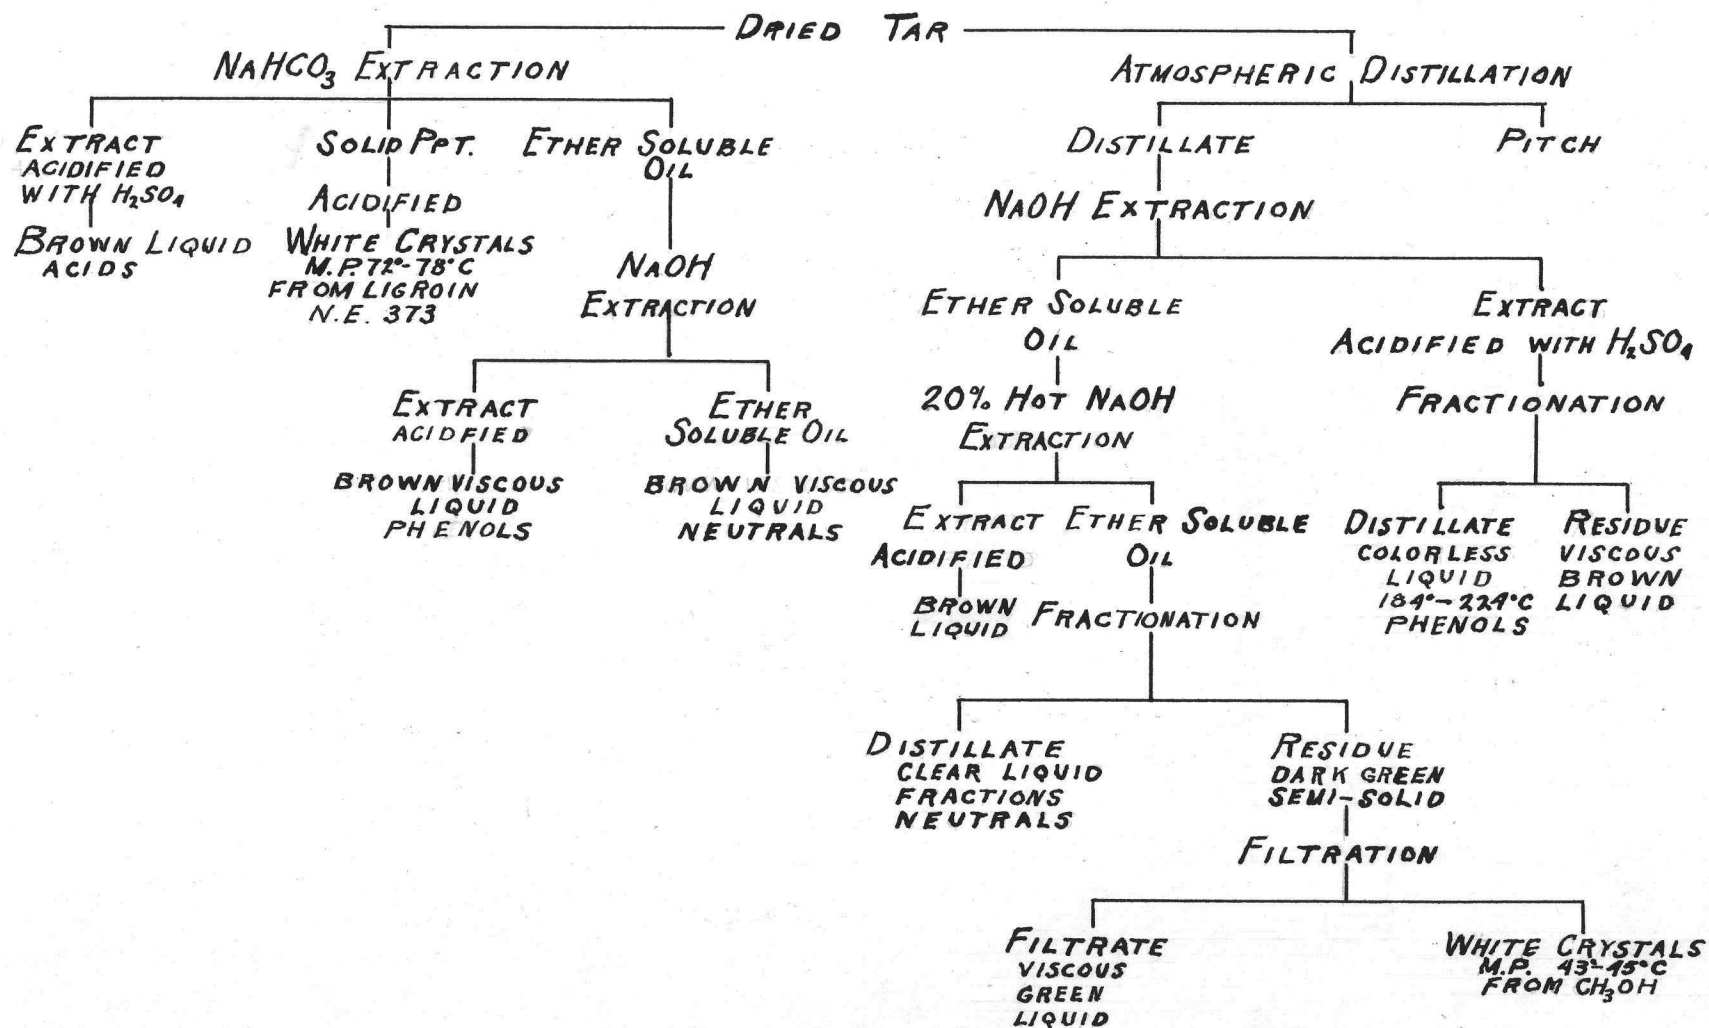 DRIED TAR
NAHCO3 EXTRACTION
EXTRACT
ACIDIFIED
WITH H2SO4
BROWN LIQUID
ACIDS
SOLID PPT.
ACIDIFIED
WHITE CRYSTALS
M.P. 72°-78°C
FROM LIGROIN
N.E. 373
ETHER SOLUBLE
OIL
NAOH
EXTRACTION
EXTRACT
ACIDFIED
BROWN VISCOUS
LIQUID
PHENOLS
ETHER
SOLUBLE OIL
BROWN VISCOUS
LIQUID
NEUTRALS
ATMOSPHERIC DISTILLATION
DISTILLATE
PITCH
NAOH EXTRACTION
ETHER SOLUBLE
OIL
20% HOT NAOH
EXTRACTION
EXTRACT
ACIDIFIED
BROWN
LIQUID
ETHER SOLUBLE
OIL
FRACTIONATION
DISTILLATE
CLEAR LIQUID
FRACTIONS
NEUTRALS
RESIDUE
DARK GREEN
SEMI-SOLID
FILTRATION
FILTRATE
VISCOUS
GREEN
LIQUID
WHITE CRYSTALS
M.P. 43°-45°C
FROM CH3OH
EXTRACT
ACIDIFIED WITH H2SO4
FRACTIONATION
DISTILLATE
COLORLESS
LIQUID
184°-224°C
PHENOLS
RESIDUE
VISCOUS
BROWN
LIQUID